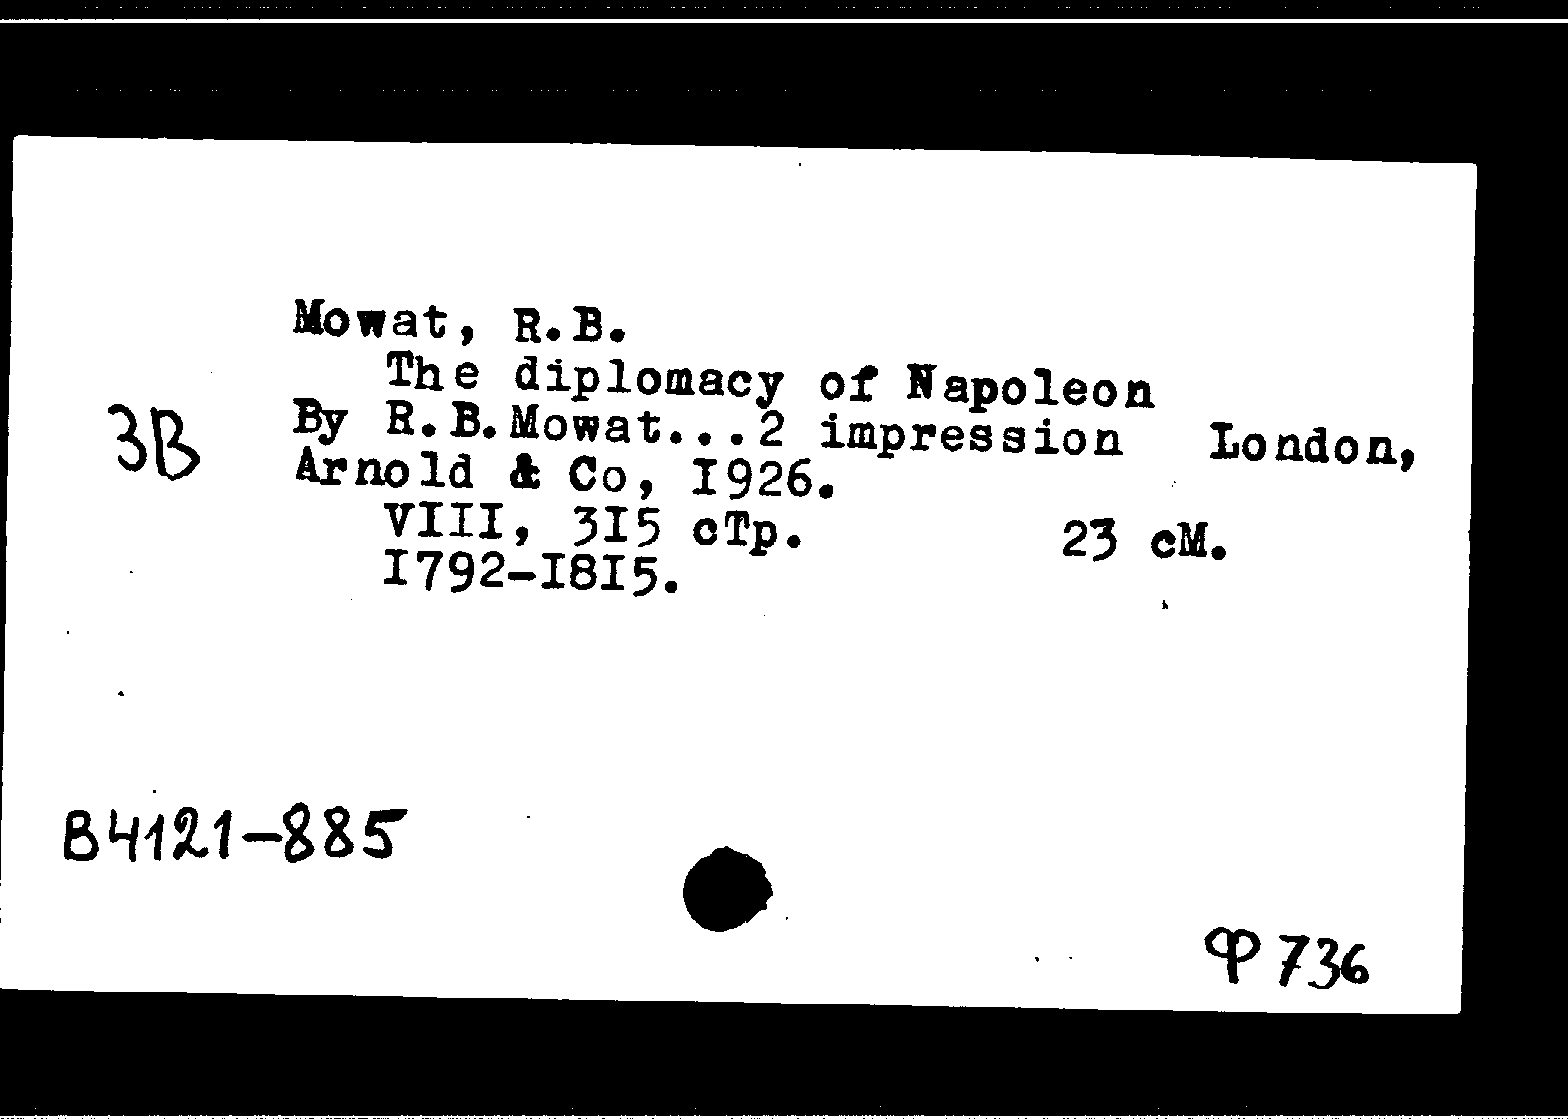 Mowat, R.B.
The diplomacy of Napoleon
By R.B.Mowat...2 impression London,
Arnold & Co, I926.
VIII, 3I5 cTp. 23 cM.
I792-I8I5.
3B
B4121-885
Ф 736